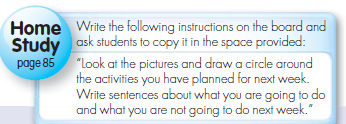 Home
Study
page 85
Write the following instructions on the board and
ask students to copy it in the space provided:
“Look at the pictures and draw a circle around
the activities you have planned for next week.
Write sentences about what you are going to do
and what you are not going to do next week.”